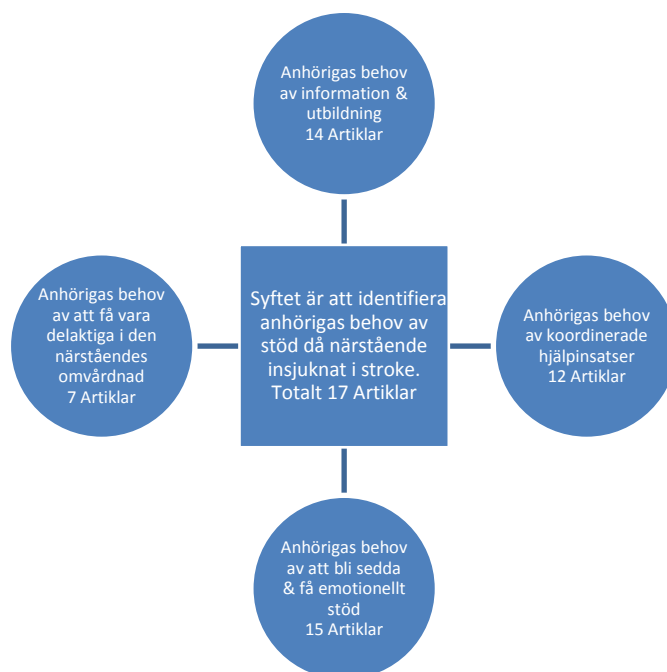 Anhörigas behov
av information &
utbildning
14 Artiklar
Anhörigas behov
av att få vara
delaktiga i den
närståendes
omvårdnad
7 Artiklar
Syftet är att identifiera
anhörigas behov av
stöd då närstående
insjuknat i stroke.
Totalt 17 Artiklar
Anhörigas behov
av koordinerade
hjälpinsatser
12 Artiklar
Anhörigas behov
av att bli sedda
& få emotionellt
stöd
15 Artiklar